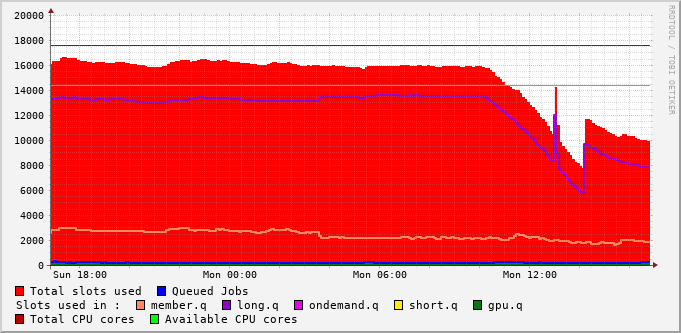 20000
18000
16000
14000
12000
10000
8000
6000
4000
2000
0
Sun 18:00 Mon 00:00 Mon 06:00 Mon 12:00
RRDTOOL / TOBI OETIKER
Total slots used Queued Jobs
Slots used in : member.q long.q ondemand.q short.q gpu.q
Total CPU cores Available CPU cores